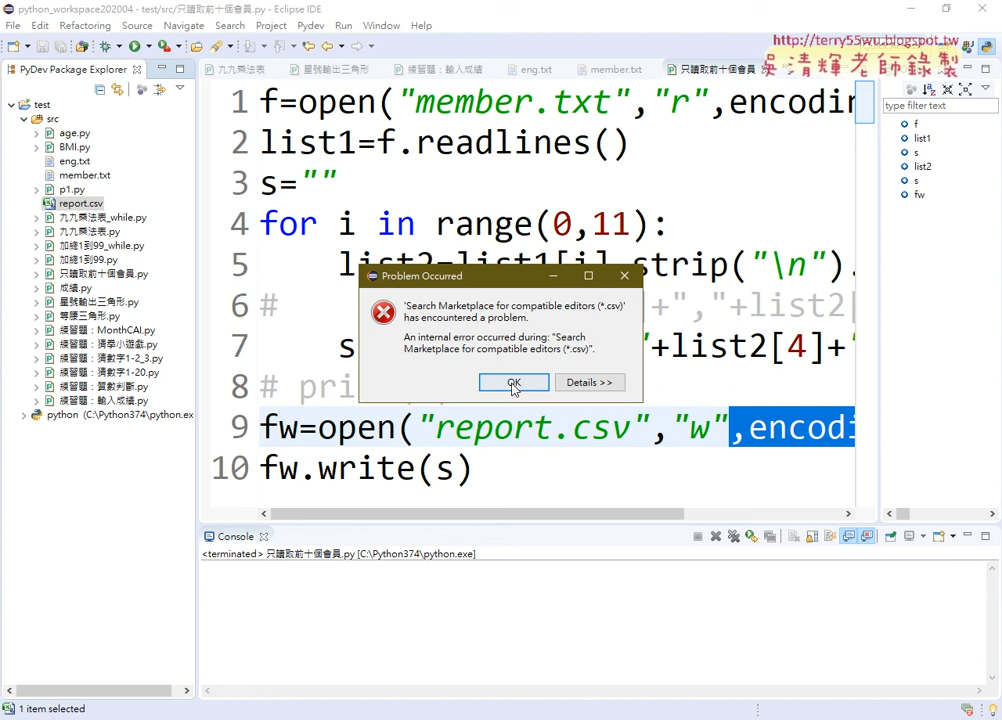 python_workspace202004 - test/src/只讀取前十個會員.py - Eclipse IDE
File Edit Refactoring Source Navigate Search Project Pydev Run Window Help
http://terry55wu.blogspot.tw
吳清輝老師錄製
PyDev Package Explorer
九九乘法表 星號輸出三角形 練習題：輸入成績 eng.txt member.txt 只讀取前十個會員
test
src
age.py
BMI.py
eng.txt
member.txt
p1.py
report.csv
九九乘法表_while.py
九九乘法表.py
加總1到99_while.py
加總1到99.py
只讀取前十個會員.py
成績.py
星號輸出三角形.py
等腰三角形.py
練習題：MonthCAl.py
練習題：猜拳小遊戲.py
練習題：猜數字1-2_3.py
練習題：猜數字1-20.py
練習題：質數判斷.py
練習題：輸入成績.py
python (C:\Python374\python.ex
1 f=open("member.txt","r",encodin
2 list1=f.readlines()
3 s=""
4 for i in range(0,11):
5 list2=list1[i].strip("\n").
6 # +","+list2[
7 s "+list2[4]+"
8 # pri
9 fw=open("report.csv","w",encodi
10 fw.write(s)
Problem Occurred
'Search Marketplace for compatible editors (*.csv)'
has encountered a problem.
An internal error occurred during: "Search
Marketplace for compatible editors (*.csv)".
OK Details >>
type filter text
f
list1
s
list2
s
fw
Console
<terminated> 只讀取前十個會員.py [C:\Python374\python.exe]
1 item selected